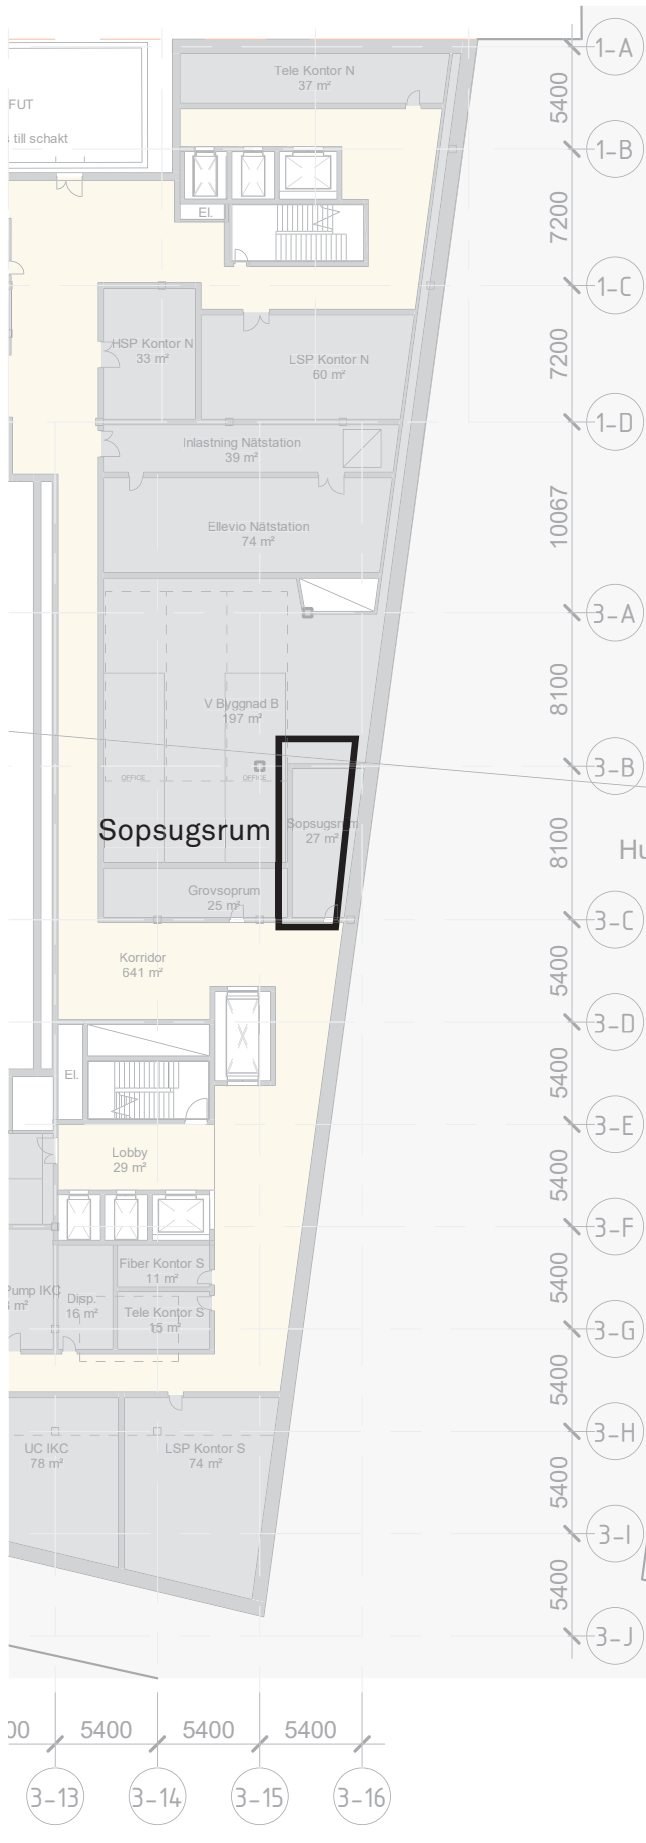 1-A
Tele Kontor N
37 m²
5400
FUT
till schakt
1-B
El.
7200
1-C
HSP Kontor N
33 m²
LSP Kontor N
60 m²
7200
1-D
Inlastning Nätstation
39 m²
10067
Ellevio Nätstation
74 m²
3-A
8100
V Byggnad B
197 m²
3-B
OFFICE
OFFICE
Sopsugsrum
Sopsugsrum
27 m²
8100
Hu
Grovsoprum
25 m²
3-C
Korridor
641 m²
5400
3-D
El.
5400
3-E
Lobby
29 m²
5400
3-F
Fiber Kontor S
11 m²
5400
Pump IKC
m²
Disp.
16 m²
Tele Kontor S
15 m²
3-G
5400
3-H
UC IKC
78 m²
LSP Kontor S
74 m²
5400
3-I
5400
3-J
00
5400
5400
5400
3-13
3-14
3-15
3-16